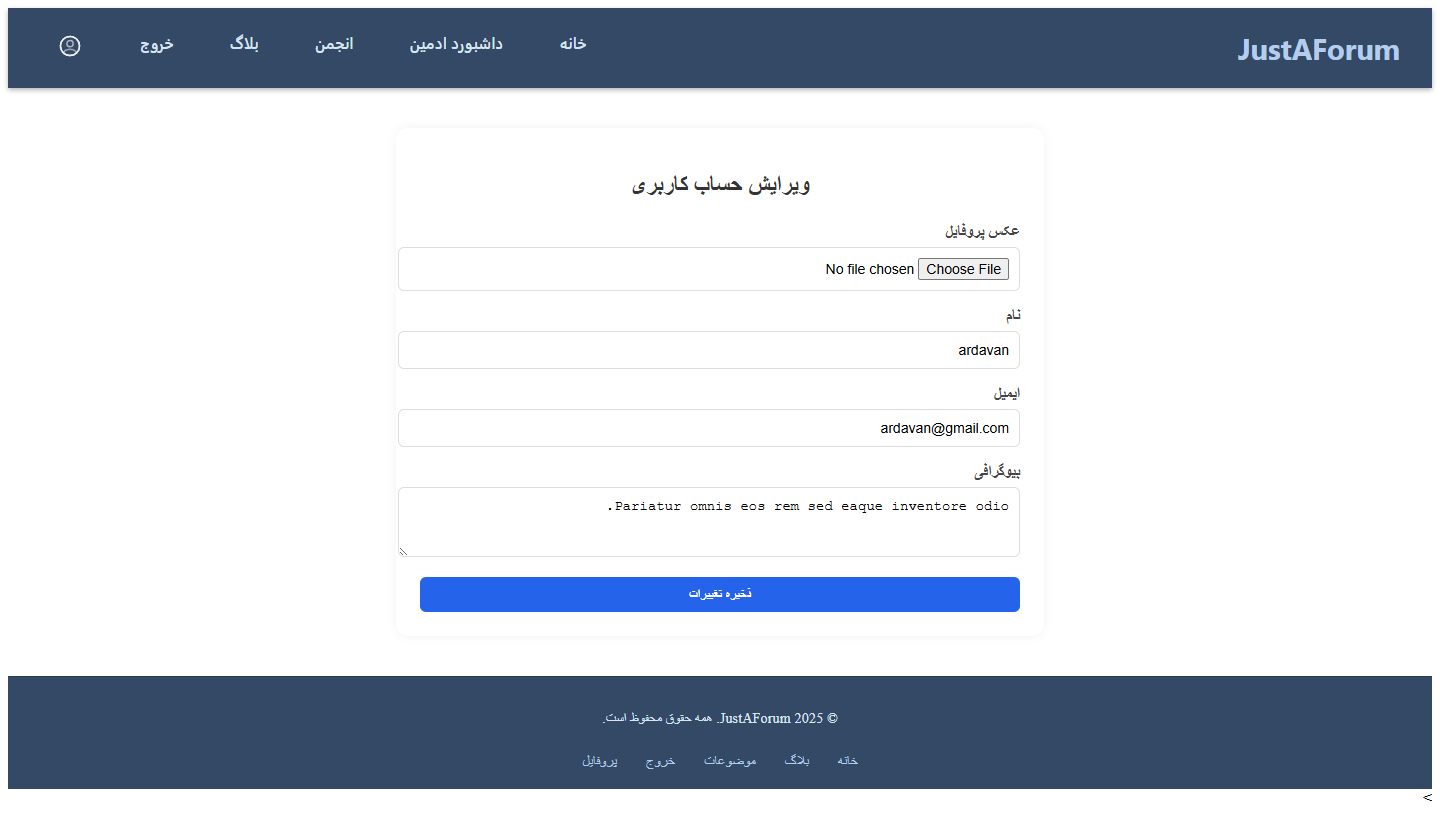 JustAForum
خانه
داشبورد ادمین
انجمن
بلاگ
خروج
ویرایش حساب کاربری
عکس پروفایل
Choose File No file chosen
نام
ardavan
ایمیل
ardavan@gmail.com
بیوگرافی
Pariatur omnis eos rem sed eaque inventore odio.
ذخیره تغییرات
© 2025 JustAForum. همه حقوق محفوظ است.
خانه بلاگ موضوعات خروج پروفایل
>